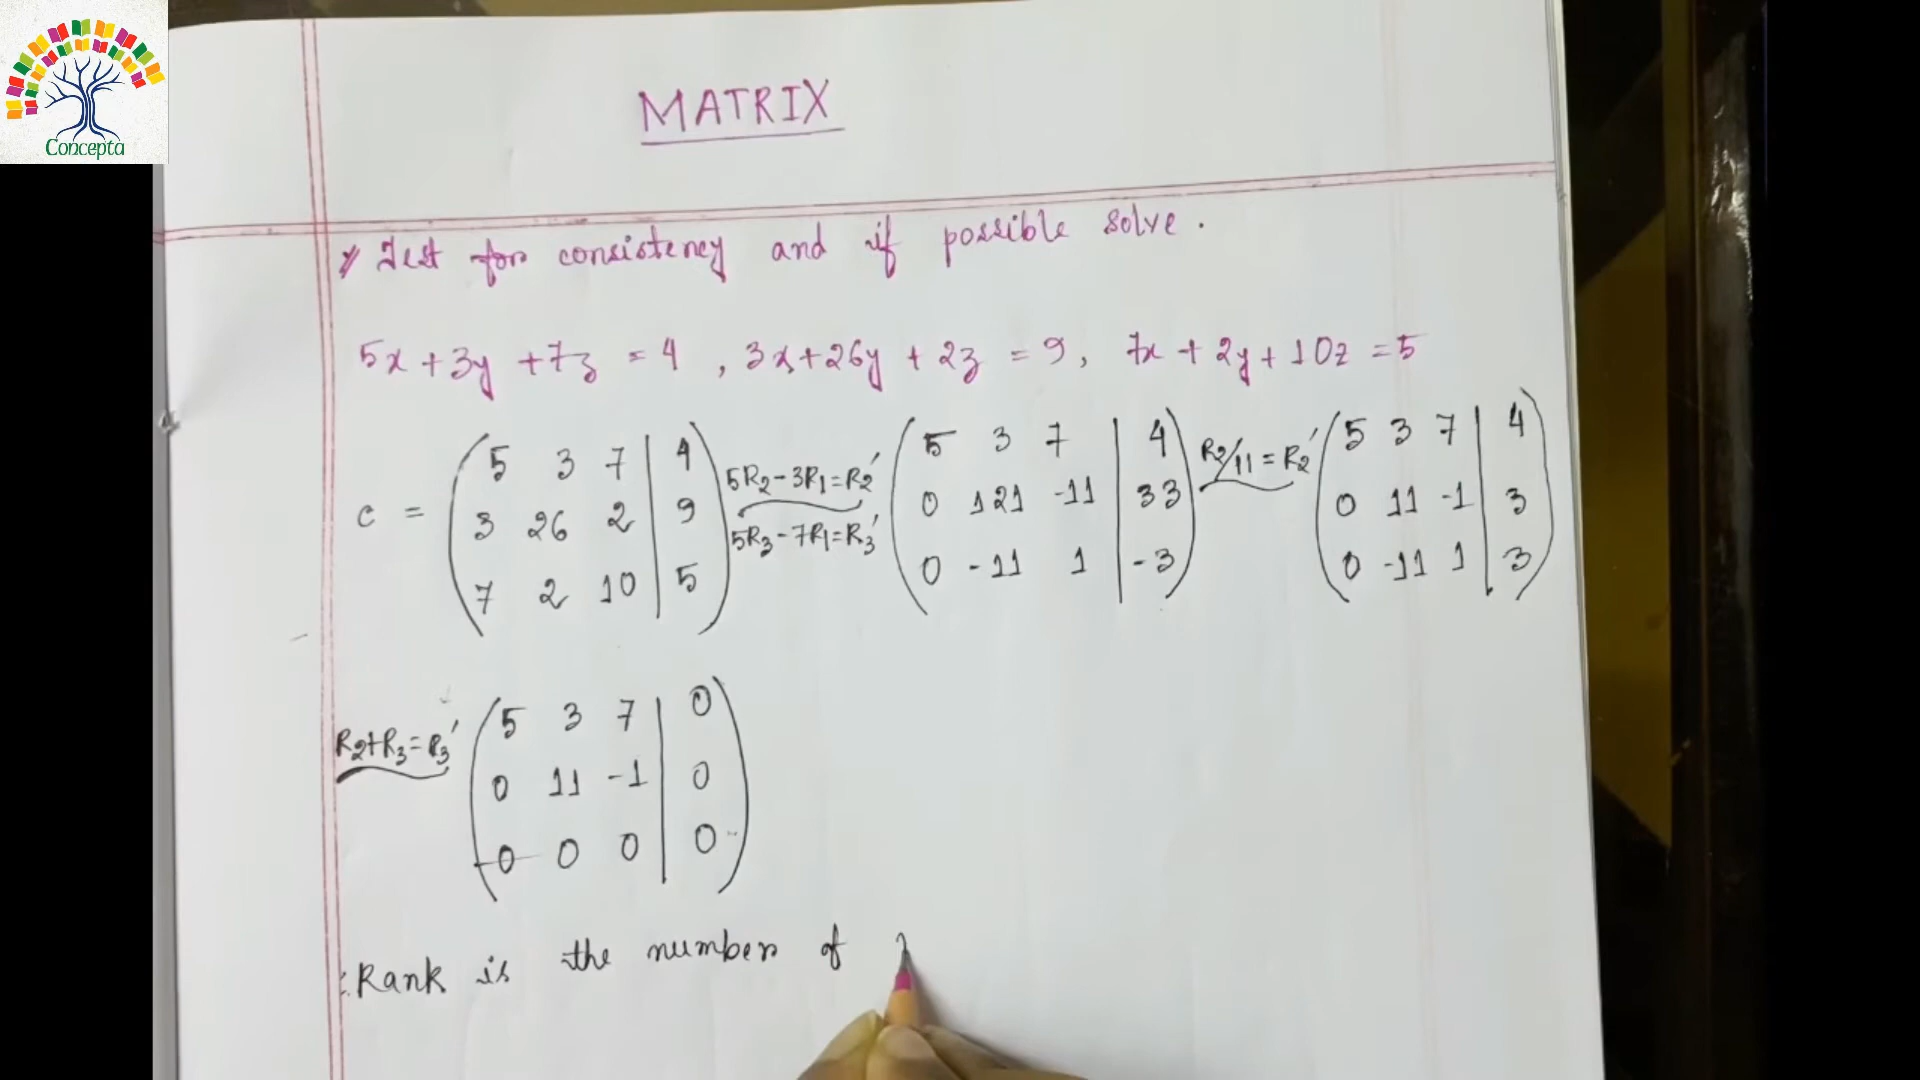 Concepta
MATRIX
Test for consistency and if possible solve.
5x + 3y + 7z = 4 , 3x + 26y + 2z = 9, 7x + 2y + 10z = 5
5 3 7 | 4
C = 3 26 2 | 9
7 2 10 | 5
5R2 - 3R1 = R2'
5R3 - 7R1 = R3'
5 3 7 | 4
0 121 -11 | 33
0 -11 1 | -3
R2/11 = R2'
5 3 7 | 4
0 11 -1 | 3
0 -11 1 | 3
R2 + R3 = R3'
5 3 7 | 0
0 11 -1 | 0
0 0 0 | 0
∴ Rank is the number of